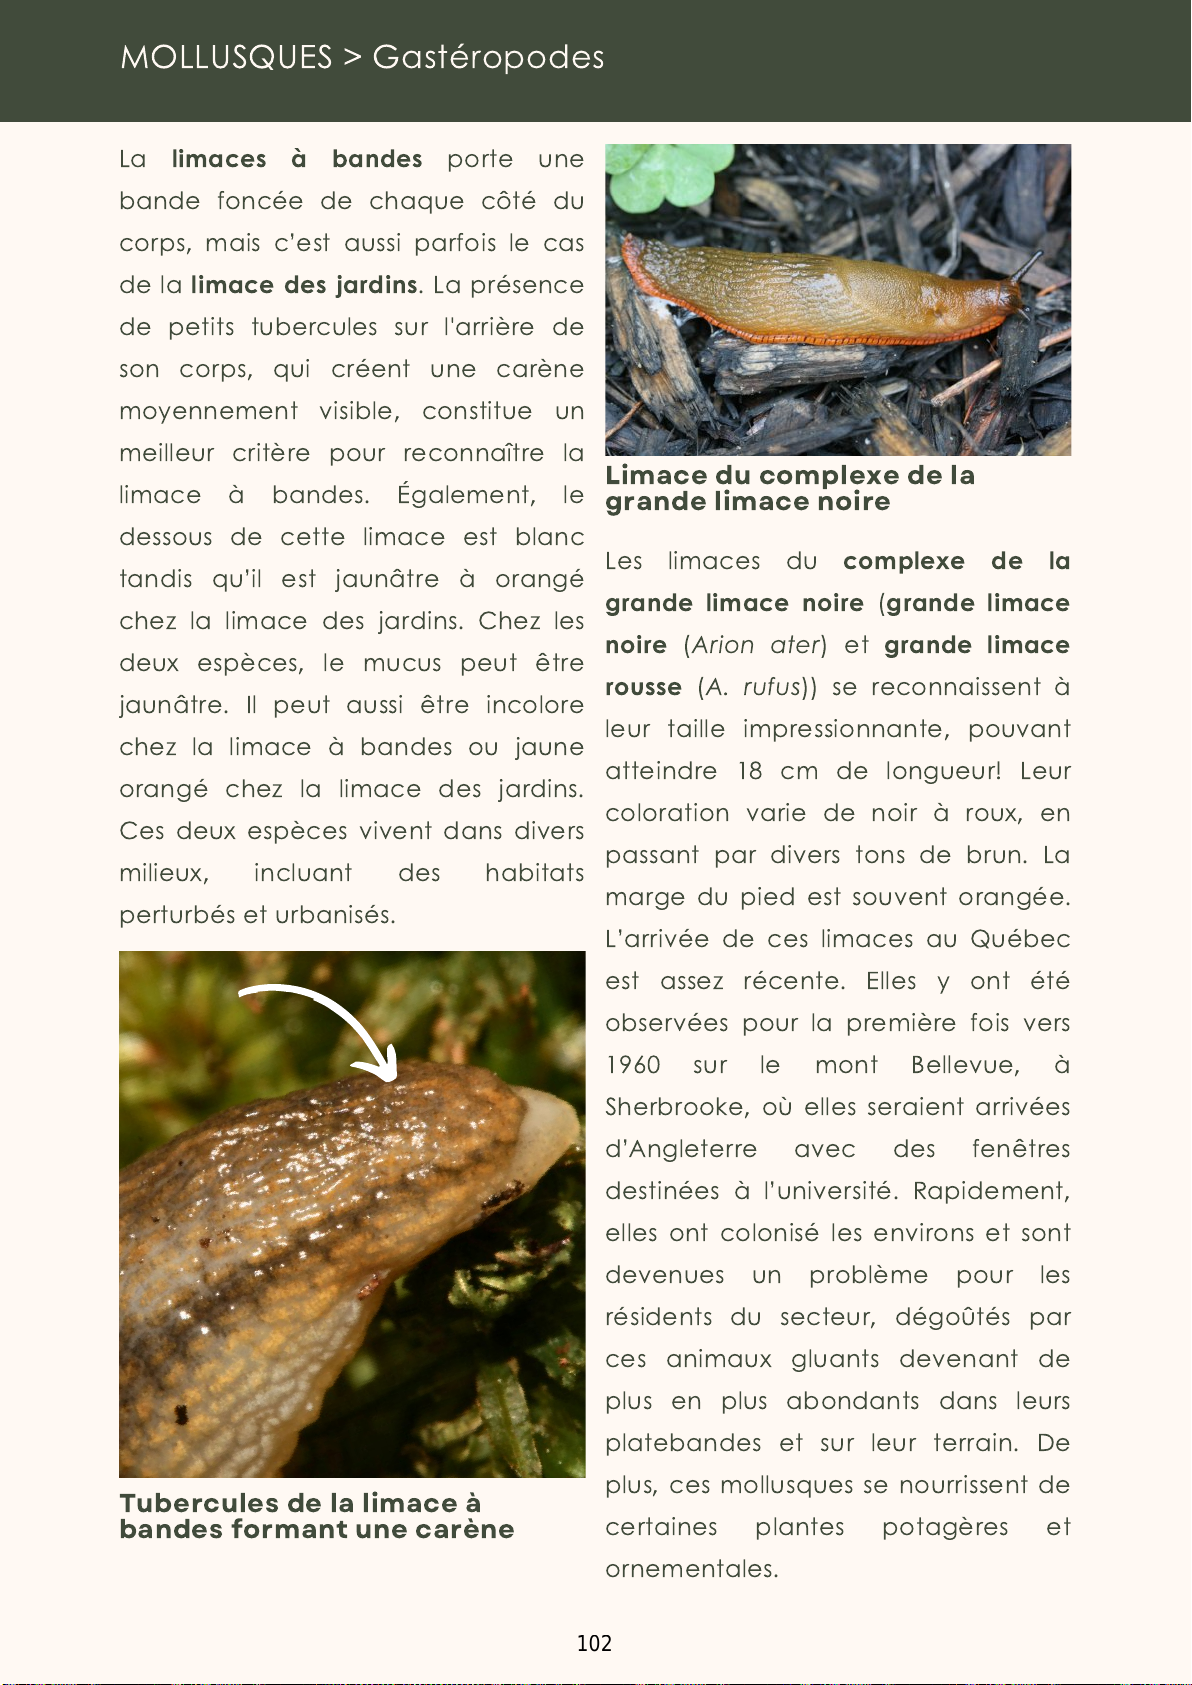 MOLLUSQUES > Gastéropodes
La limaces à bandes porte une
bande foncée de chaque côté du
corps, mais c’est aussi parfois le cas
de la limace des jardins. La présence
de petits tubercules sur l'arrière de
son corps, qui créent une carène
moyennement visible, constitue un
meilleur critère pour reconnaître la
limace à bandes. Également, le
dessous de cette limace est blanc
tandis qu’il est jaunâtre à orangé
chez la limace des jardins. Chez les
deux espèces, le mucus peut être
jaunâtre. Il peut aussi être incolore
chez la limace à bandes ou jaune
orangé chez la limace des jardins.
Ces deux espèces vivent dans divers
milieux, incluant des habitats
perturbés et urbanisés.
Tubercules de la limace à
bandes formant une carène
Limace du complexe de la
grande limace noire
Les limaces du complexe de la
grande limace noire (grande limace
noire (Arion ater) et grande limace
rousse (A. rufus)) se reconnaissent à
leur taille impressionnante, pouvant
atteindre 18 cm de longueur! Leur
coloration varie de noir à roux, en
passant par divers tons de brun. La
marge du pied est souvent orangée.
L’arrivée de ces limaces au Québec
est assez récente. Elles y ont été
observées pour la première fois vers
1960 sur le mont Bellevue, à
Sherbrooke, où elles seraient arrivées
d’Angleterre avec des fenêtres
destinées à l’université. Rapidement,
elles ont colonisé les environs et sont
devenues un problème pour les
résidents du secteur, dégoûtés par
ces animaux gluants devenant de
plus en plus abondants dans leurs
platebandes et sur leur terrain. De
plus, ces mollusques se nourrissent de
certaines plantes potagères et
ornementales.
102